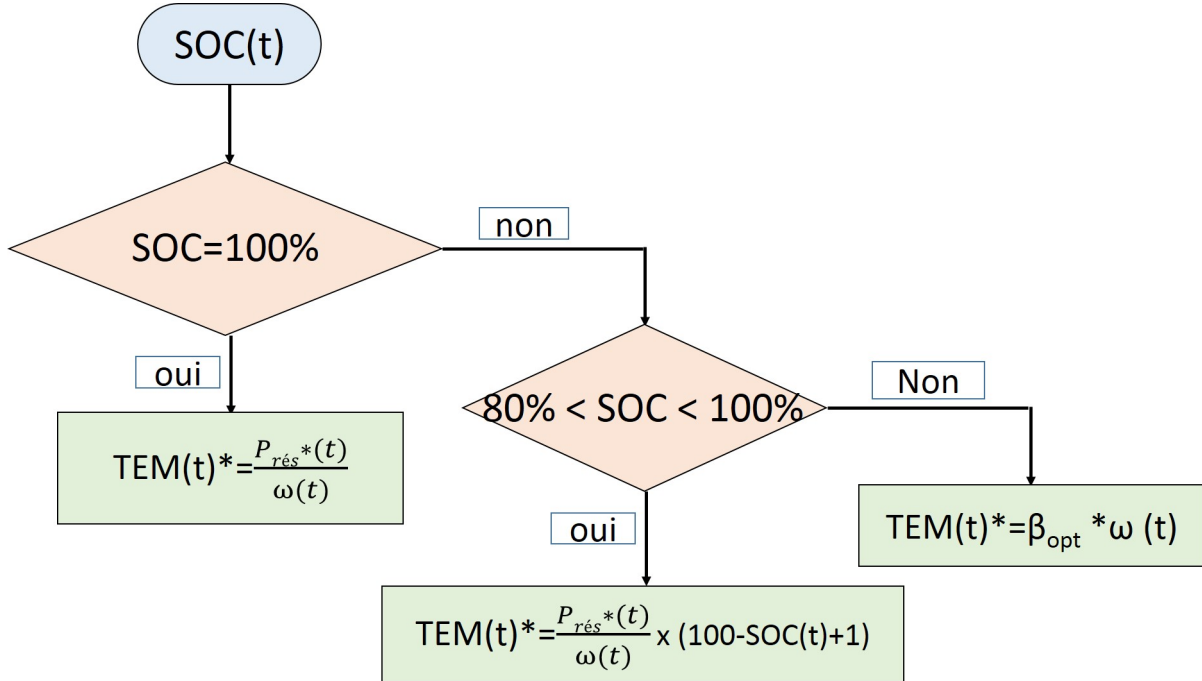 SOC(t)
SOC=100%
non
oui
80% < SOC < 100%
Non
TEM(t)*=P_rés*(t)/ω(t)
oui
TEM(t)*=β_opt *ω (t)
TEM(t)*=P_rés*(t)/ω(t) x (100-SOC(t)+1)